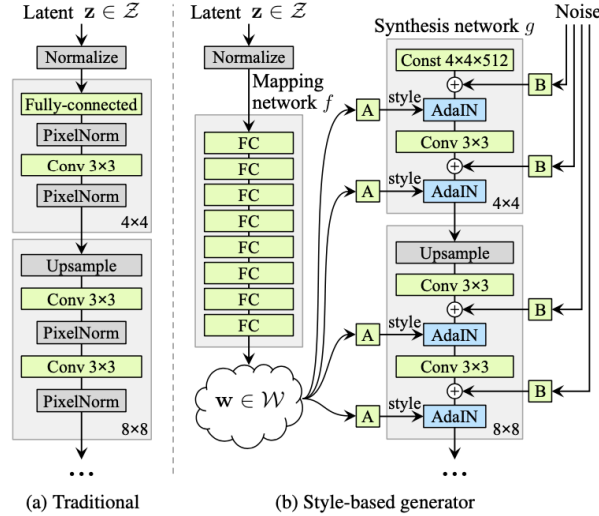 Latent z ∈ 𝒵
Normalize
Fully-connected
PixelNorm
Conv 3×3
PixelNorm
4×4
Upsample
Conv 3×3
PixelNorm
Conv 3×3
PixelNorm
8×8
...
(a) Traditional
Latent z ∈ 𝒵
Normalize
Mapping
network f
FC
FC
FC
FC
FC
FC
FC
FC
w ∈ 𝒲
Synthesis network g
Noise
Const 4×4×512
B
A
style
AdaIN
Conv 3×3
B
A
style
AdaIN
4×4
Upsample
Conv 3×3
B
A
style
AdaIN
Conv 3×3
B
A
style
AdaIN
8×8
...
(b) Style-based generator